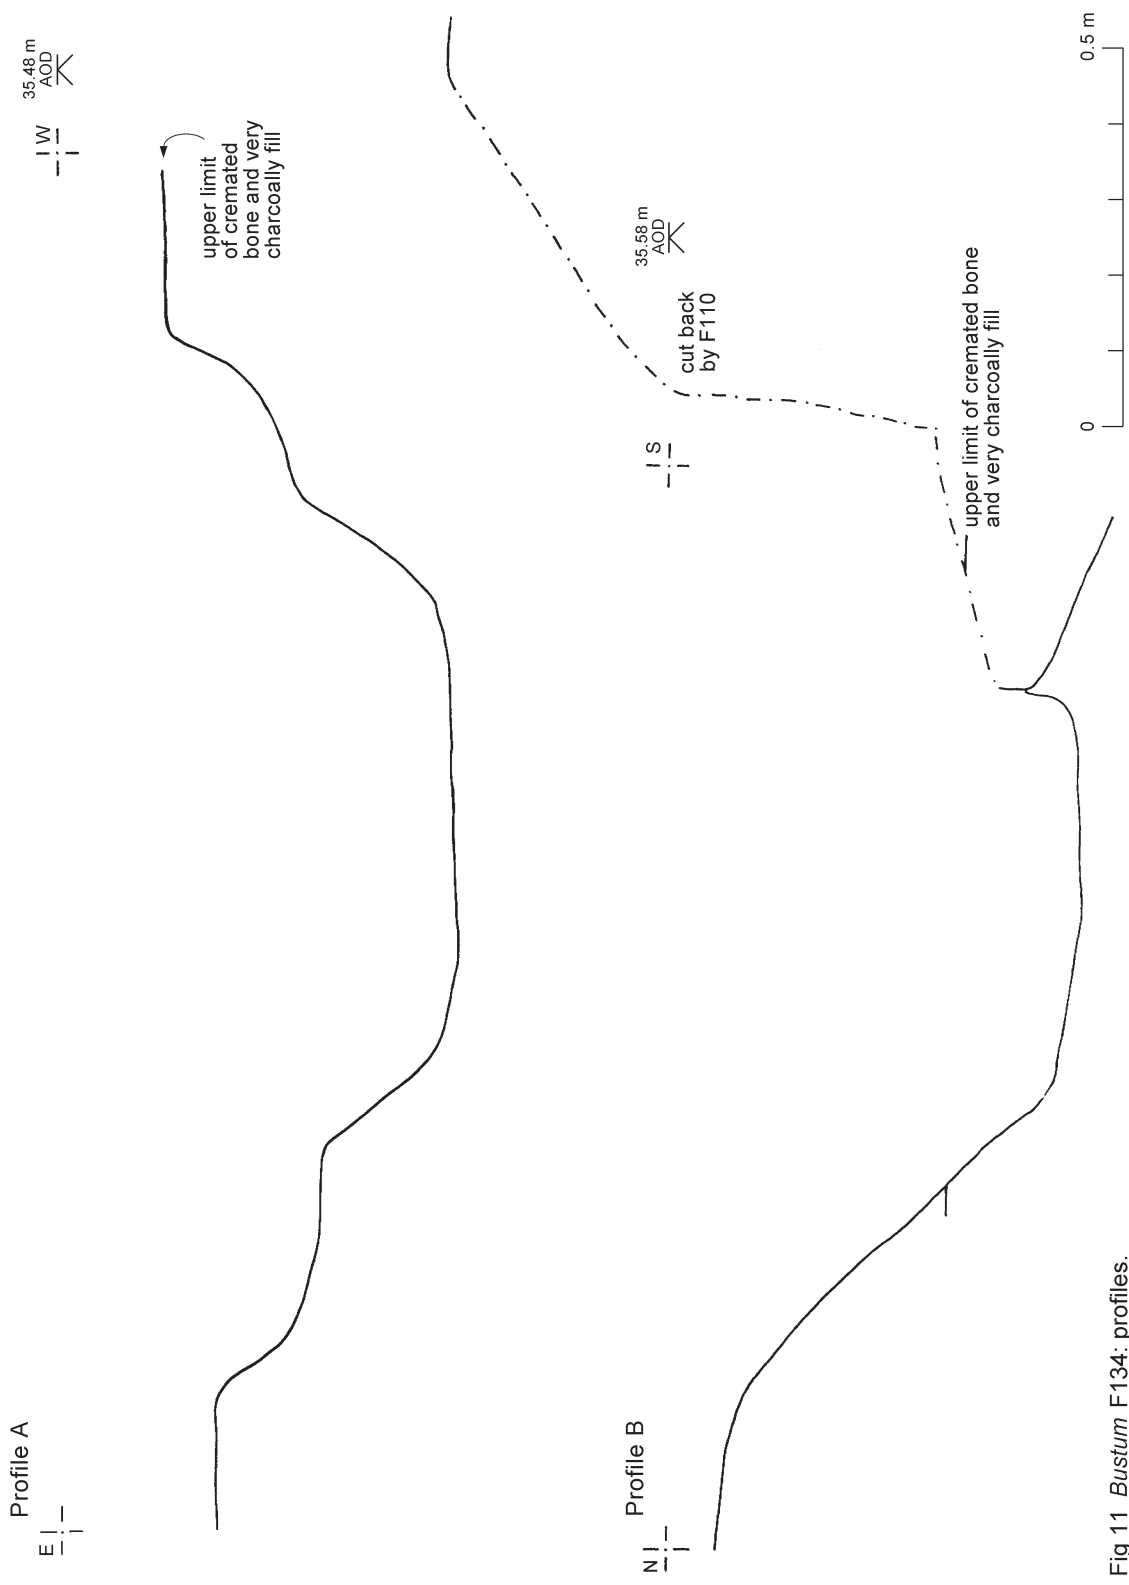 Profile A
E
W
35.48 m
AOD
upper limit
of cremated
bone and very
charcoally fill
Profile B
N
S
35.58 m
AOD
cut back
by F110
upper limit of cremated bone
and very charcoally fill
0
0.5 m
Fig 11 Bustum F134: profiles.